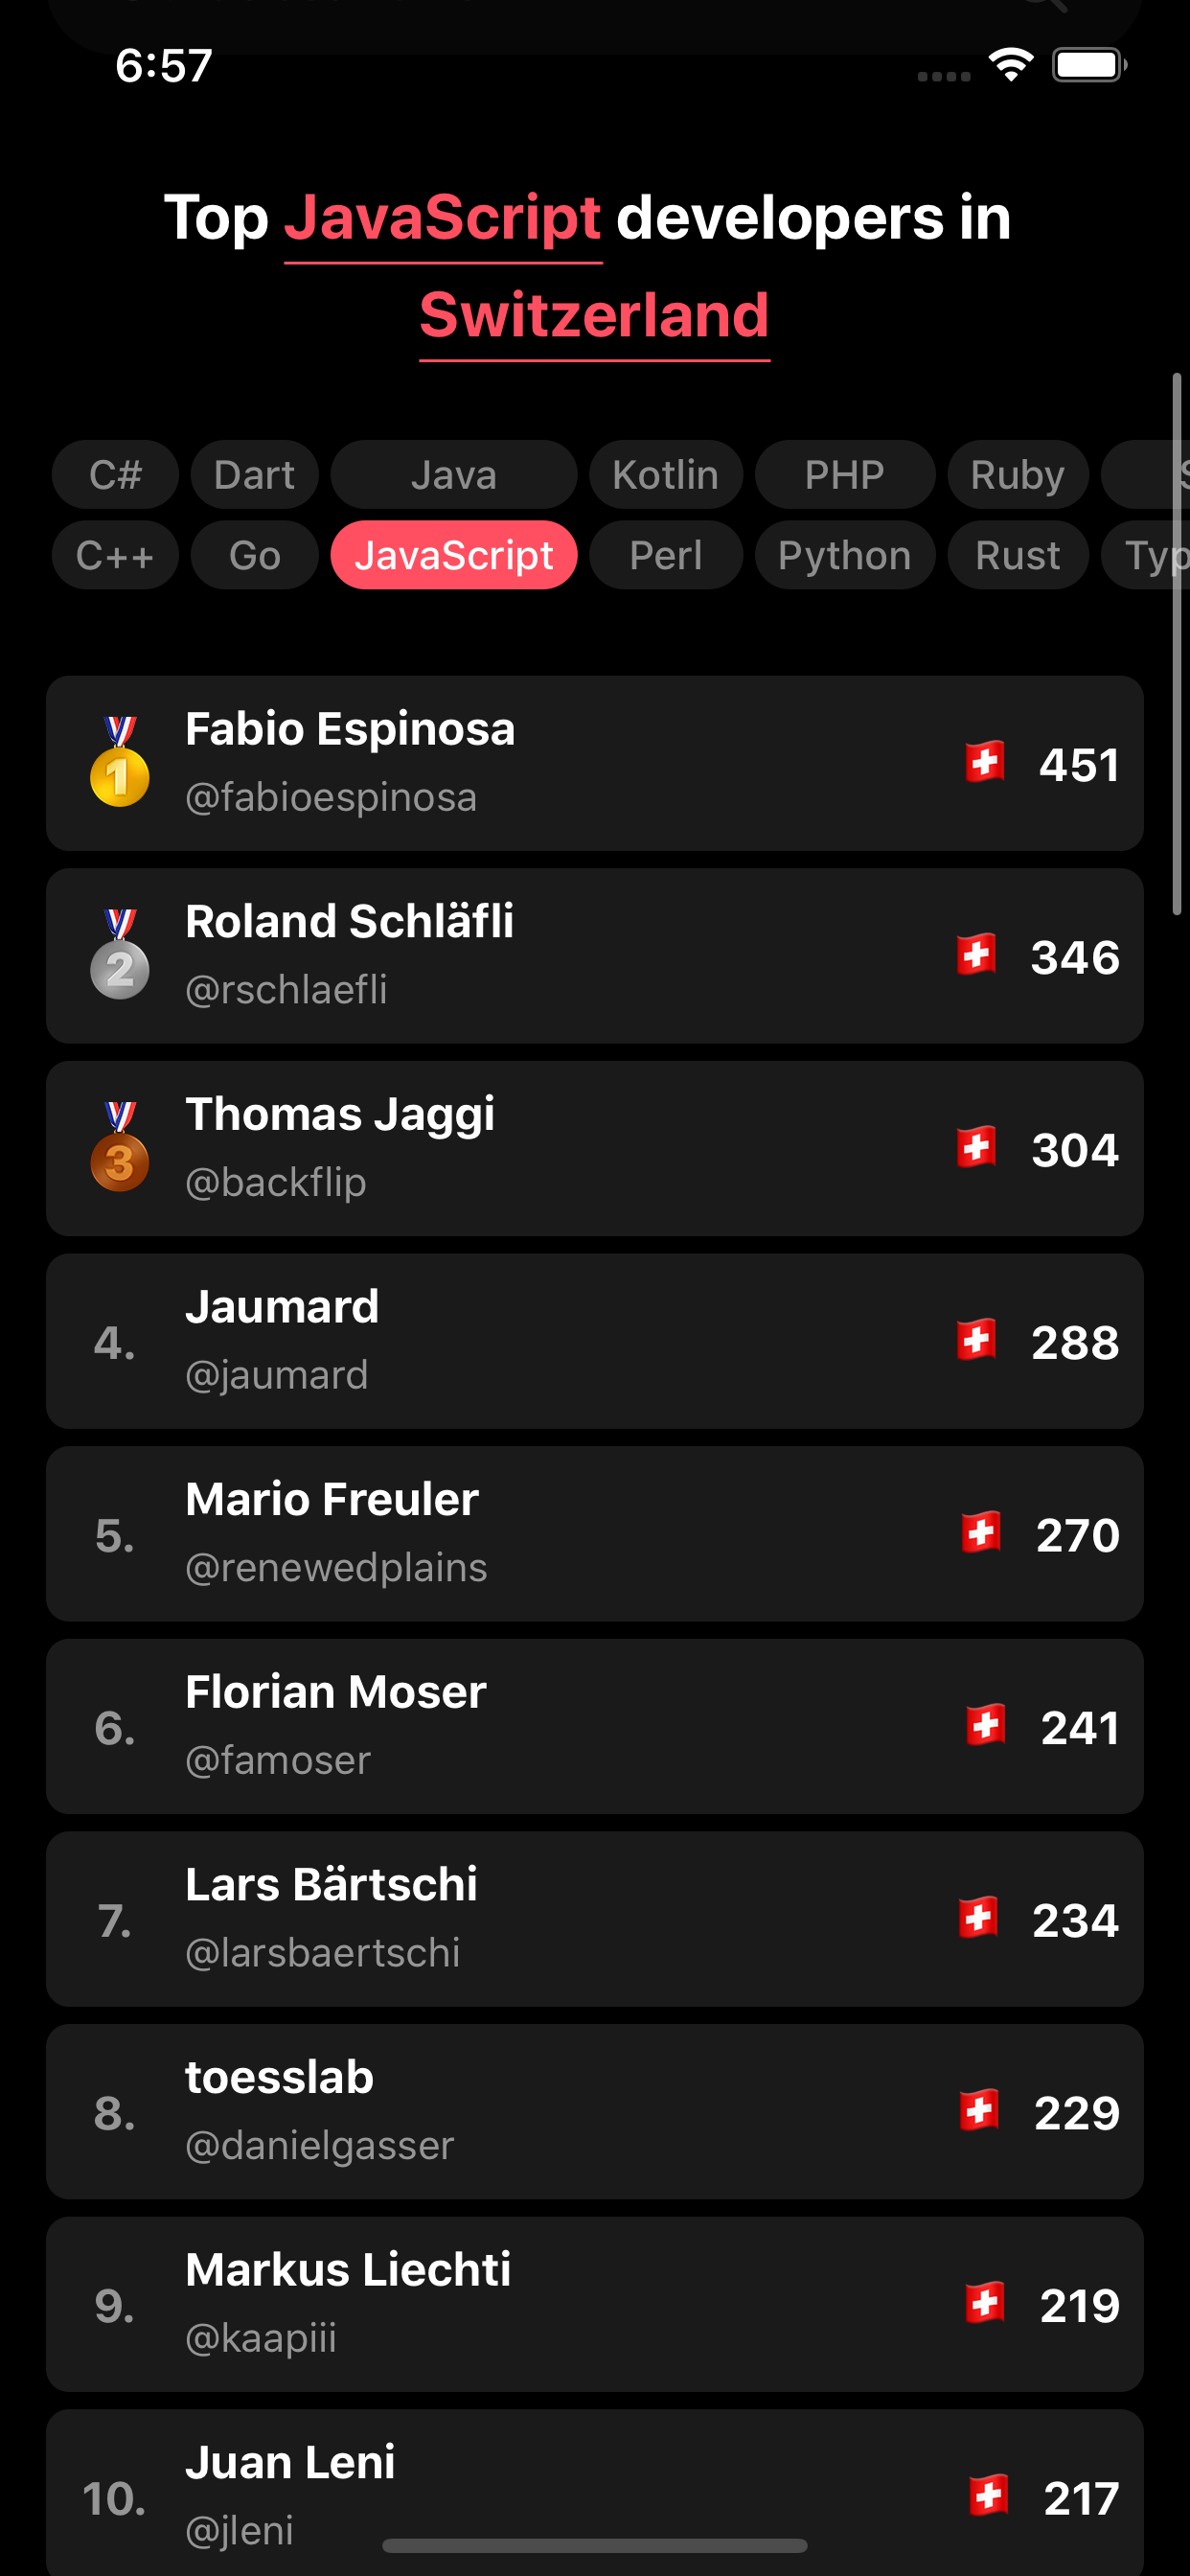 6:57
Top JavaScript developers in
Switzerland
C# Dart Java Kotlin PHP Ruby
C++ Go JavaScript Perl Python Rust
1 Fabio Espinosa
@fabioespinosa
451
2 Roland Schläfli
@rschlaefli
346
3 Thomas Jaggi
@backflip
304
4. Jaumard
@jaumard
288
5. Mario Freuler
@renewedplains
270
6. Florian Moser
@famoser
241
7. Lars Bärtschi
@larsbaertschi
234
8. toesslab
@danielgasser
229
9. Markus Liechti
@kaapiii
219
10. Juan Leni
@jleni
217